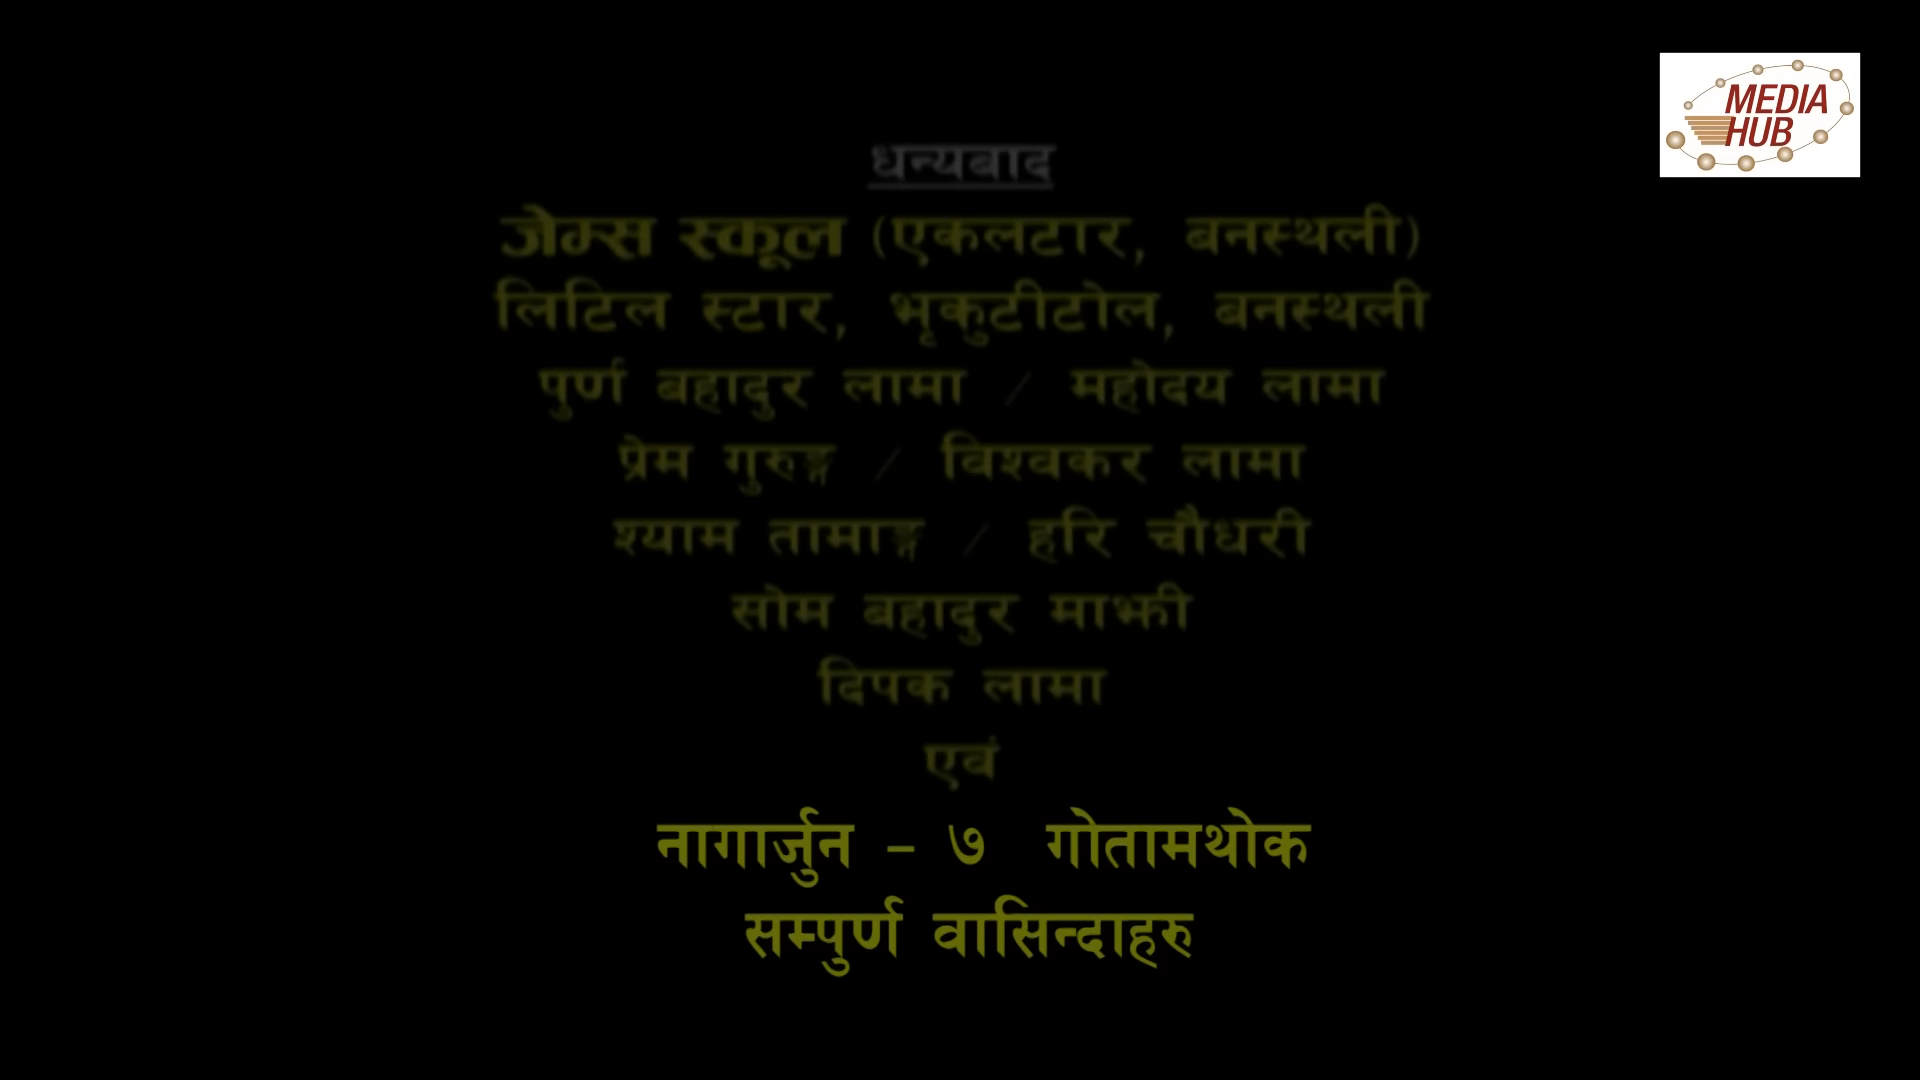 MEDIA
HUB
धन्यबाद
जेम्स स्कूल (एकलटार, बनस्थली)
लिटिल स्टार, भृकुटीटोल, बनस्थली
पुर्ण बहादुर लामा / महोदय लामा
प्रेम गुरुङ्ग / बिश्वकर लामा
श्याम तामाङ्ग / हरि चौधरी
सोम बहादुर माझी
दिपक लामा
एबं
नागार्जुन – ७ गोतामथोक
सम्पुर्ण वासिन्दाहरु